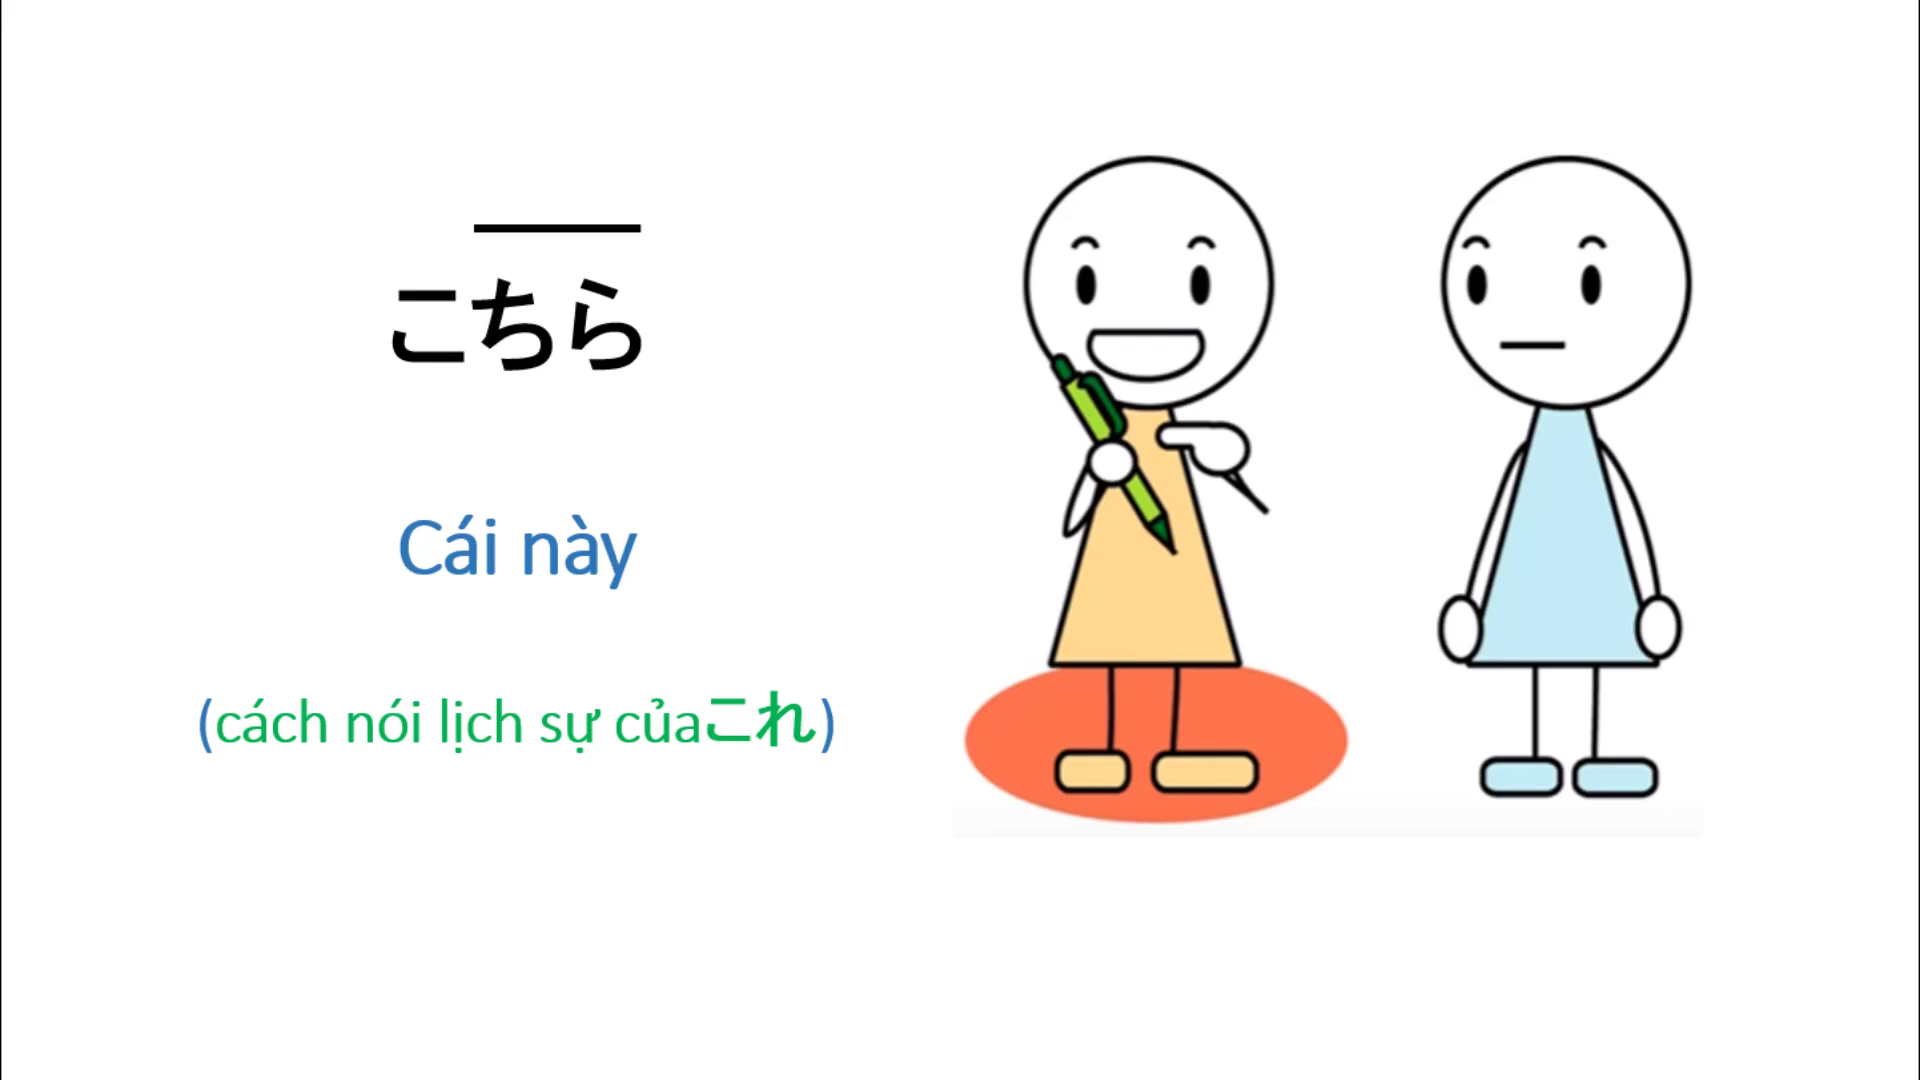 こちら
Cái này
(cách nói lịch sự củaこれ)